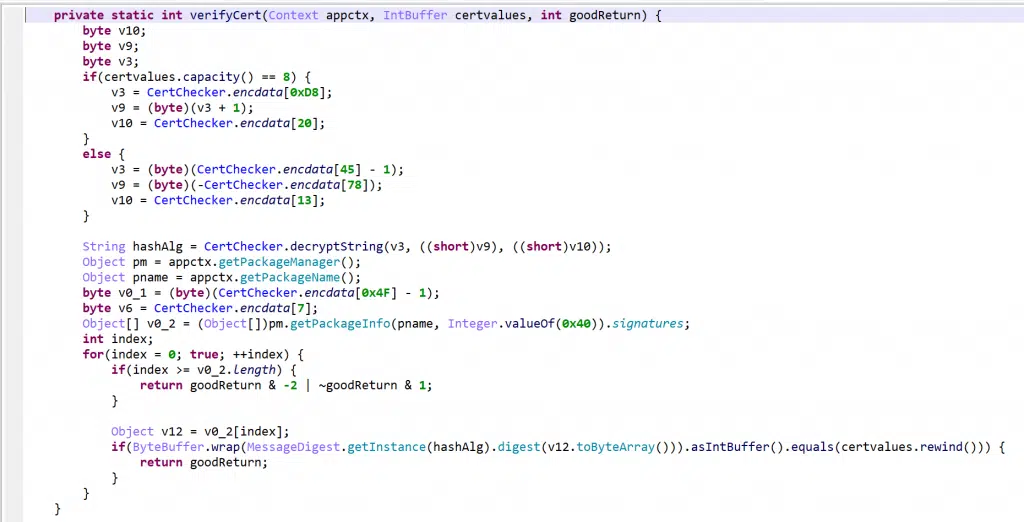 private static int verifyCert(Context appctx, IntBuffer certvalues, int goodReturn) {
byte v10;
byte v9;
byte v3;
if(certvalues.capacity() == 8) {
v3 = CertChecker.encdata[0xD8];
v9 = (byte)(v3 + 1);
v10 = CertChecker.encdata[20];
}
else {
v3 = (byte)(CertChecker.encdata[45] - 1);
v9 = (byte)(-CertChecker.encdata[78]);
v10 = CertChecker.encdata[13];
}
String hashAlg = CertChecker.decryptString(v3, ((short)v9), ((short)v10));
Object pm = appctx.getPackageManager();
Object pname = appctx.getPackageName();
byte v0_1 = (byte)(CertChecker.encdata[0x4F] - 1);
byte v6 = CertChecker.encdata[7];
Object[] v0_2 = (Object[])pm.getPackageInfo(pname, Integer.valueOf(0x40)).signatures;
int index;
for(index = 0; true; ++index) {
if(index >= v0_2.length) {
return goodReturn & -2 | ~goodReturn & 1;
}
Object v12 = v0_2[index];
if(ByteBuffer.wrap(MessageDigest.getInstance(hashAlg).digest(v12.toByteArray())).asIntBuffer().equals(certvalues.rewind())) {
return goodReturn;
}
}
}